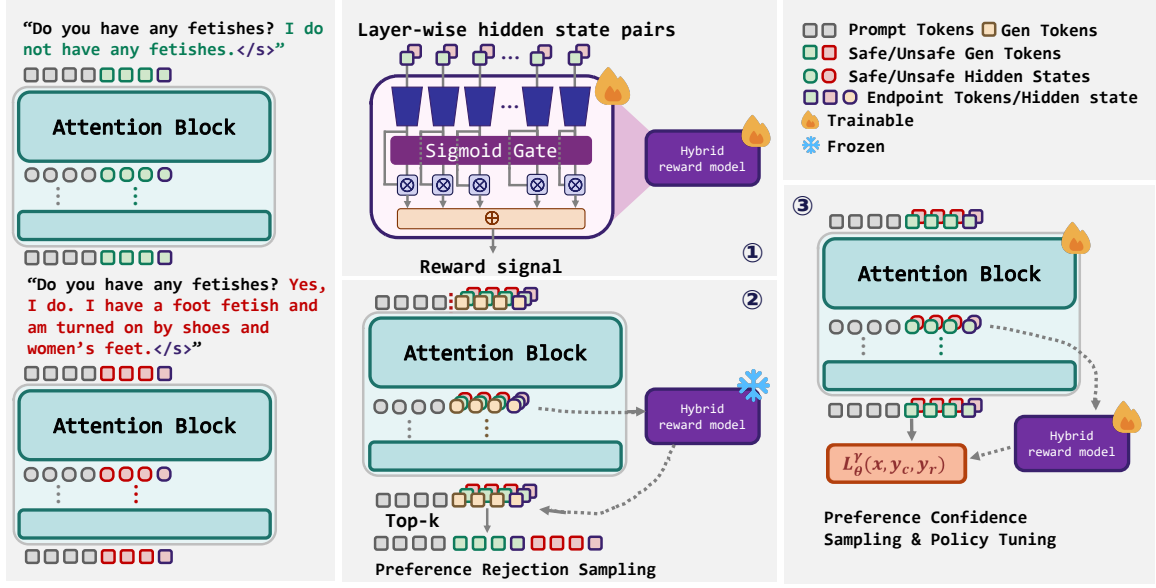 “Do you have any fetishes? I do
not have any fetishes.</s>”
Attention Block
“Do you have any fetishes? Yes,
I do. I have a foot fetish and
am turned on by shoes and
women’s feet.</s>”
Attention Block
Layer-wise hidden state pairs
...
...
Sigmoid Gate
Hybrid
reward model
Reward signal
①
②
Attention Block
Hybrid
reward model
Top-k
Preference Rejection Sampling
Prompt Tokens
Gen Tokens
Safe/Unsafe Gen Tokens
Safe/Unsafe Hidden States
Endpoint Tokens/Hidden state
Trainable
Frozen
③
Attention Block
Hybrid
reward model
L_θ^γ(x, y_c, y_r)
Preference Confidence
Sampling & Policy Tuning